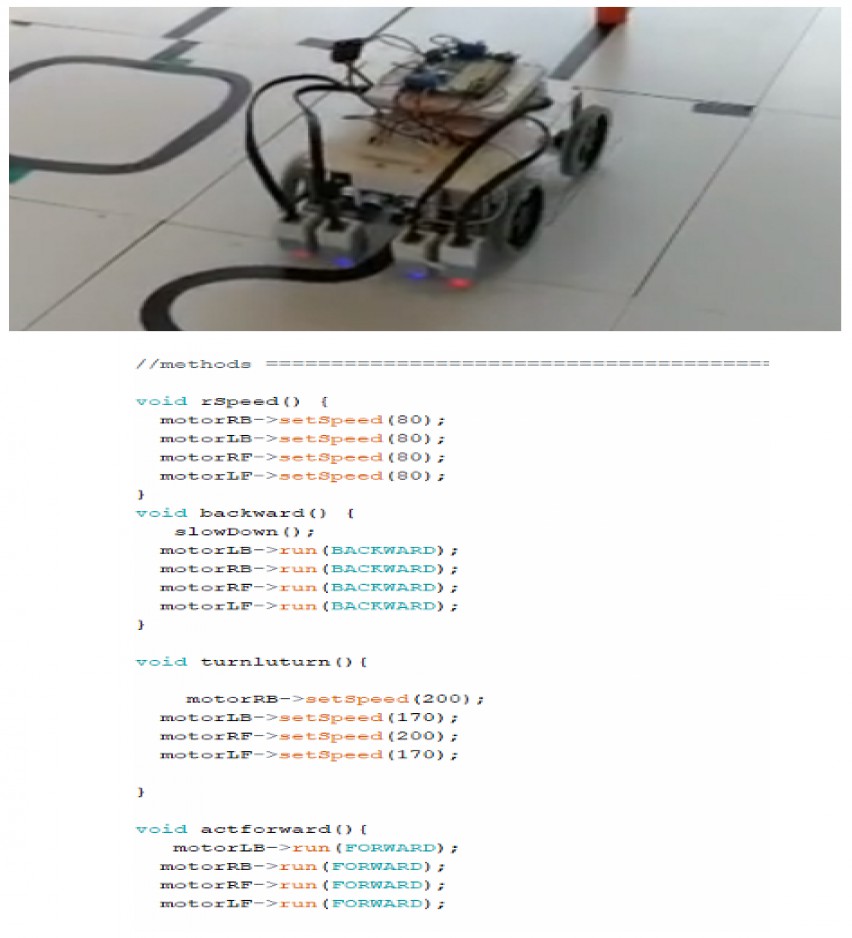 //methods =======================================
void rSpeed() {
motorRB->setSpeed(80);
motorLB->setSpeed(80);
motorRF->setSpeed(80);
motorLF->setSpeed(80);
}
void backward() {
slowDown();
motorLB->run(BACKWARD);
motorRB->run(BACKWARD);
motorRF->run(BACKWARD);
motorLF->run(BACKWARD);
}
void turnluturn(){
motorRB->setSpeed(200);
motorLB->setSpeed(170);
motorRF->setSpeed(200);
motorLF->setSpeed(170);
}
void actforward(){
motorLB->run(FORWARD);
motorRB->run(FORWARD);
motorRF->run(FORWARD);
motorLF->run(FORWARD);